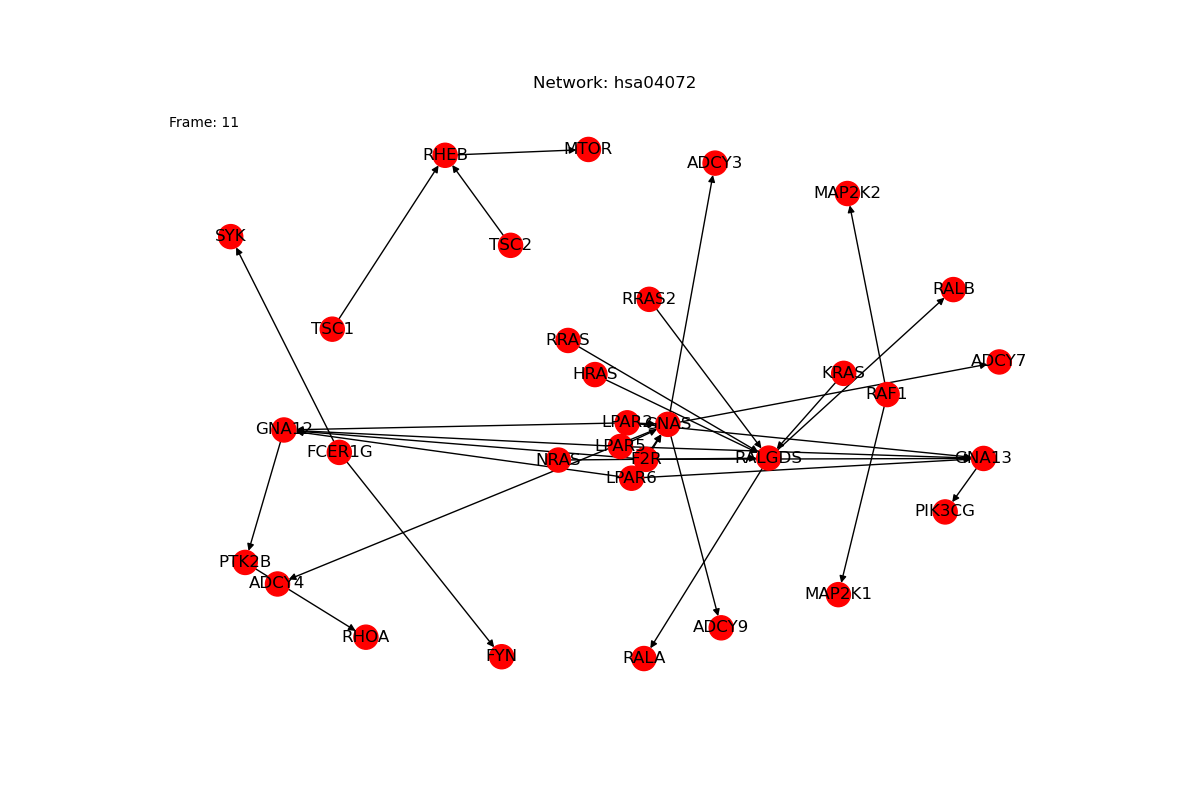 Network: hsa04072
Frame: 11
MTOR
RHEB
ADCY3
MAP2K2
SYK
TSC2
RALB
RRAS2
TSC1
RRAS
ADCY7
KRAS
HRAS
RAF1
LPAR2
GNAS
GNA12
LPAR5
FCER1G
NRAS
F2R
RALGDS
GNA13
LPAR6
PIK3CG
PTK2B
ADCY4
MAP2K1
ADCY9
RHOA
FYN
RALA